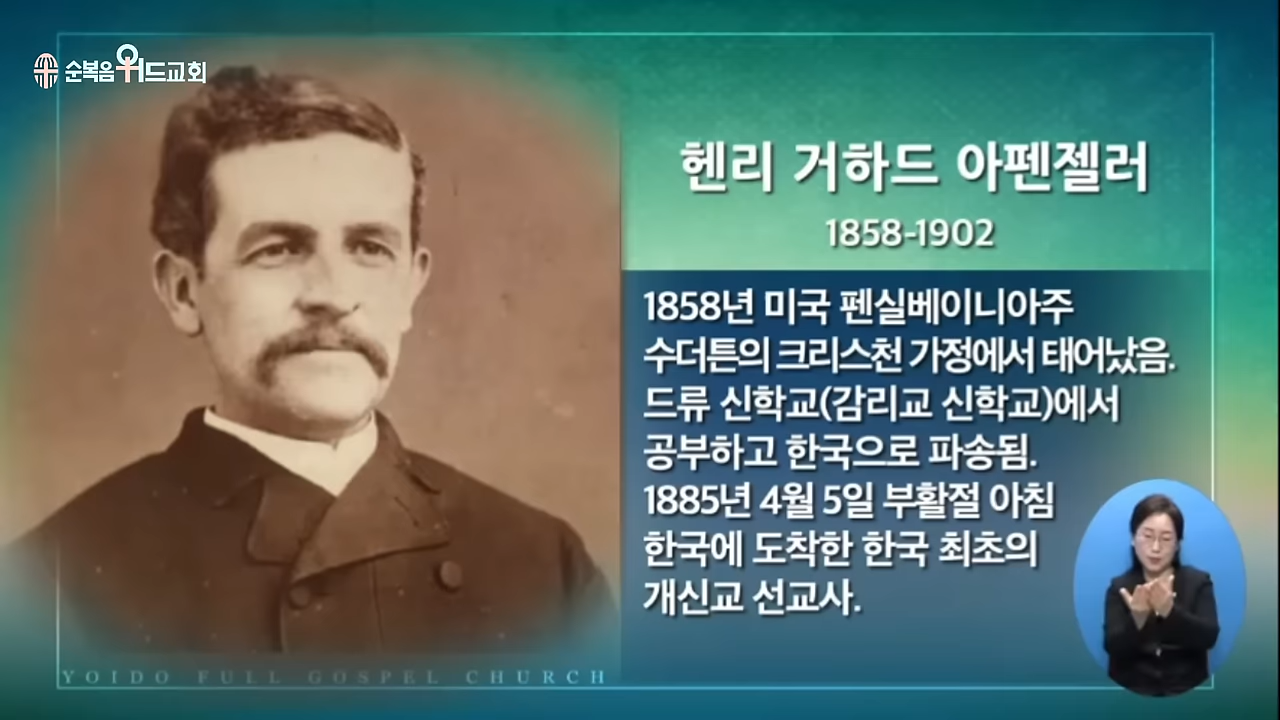 순복음워드교회
헨리 거하드 아펜젤러
1858-1902
1858년 미국 펜실베이니아주
수더튼의 크리스천 가정에서 태어났음.
드류 신학교(감리교 신학교)에서
공부하고 한국으로 파송됨.
1885년 4월 5일 부활절 아침
한국에 도착한 한국 최초의
개신교 선교사.
YOIDO FULL GOSPEL CHURCH